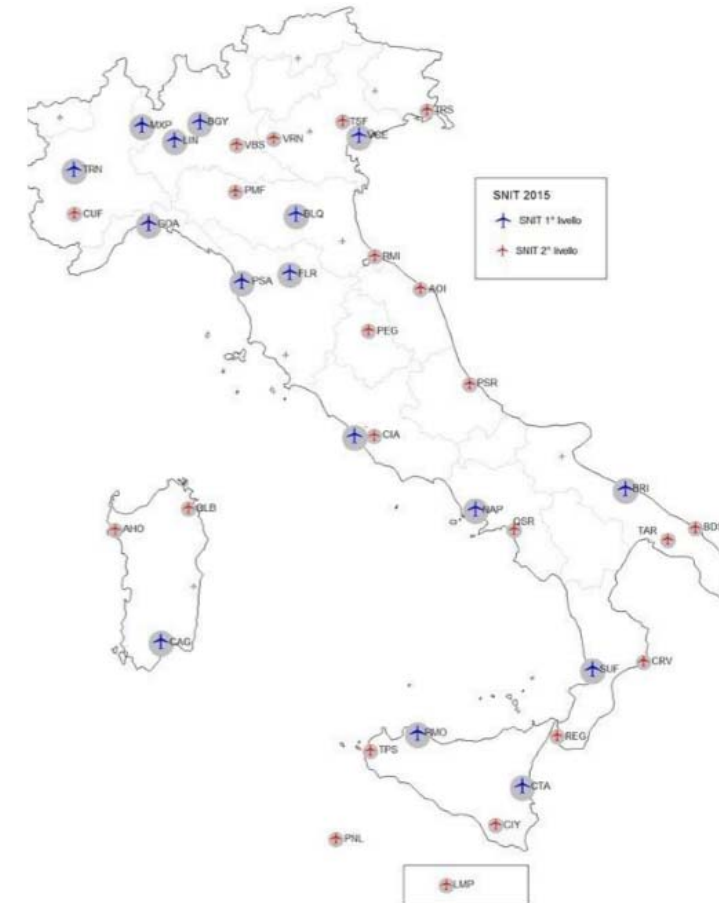 TRS
BGY
MXP
TSF
VCE
LIN
VRN
VBS
TRN
PMF
SNIT 2015
CUF
BLQ
SNIT 1° livello
GOA
SNIT 2° livello
RMI
FLR
PSA
AOI
PEG
PSR
CIA
BRI
OLB
NAP
AHO
QSR
BDS
TAR
CAG
CRV
SUF
PMO
REG
TPS
CTA
CIY
PNL
LMP